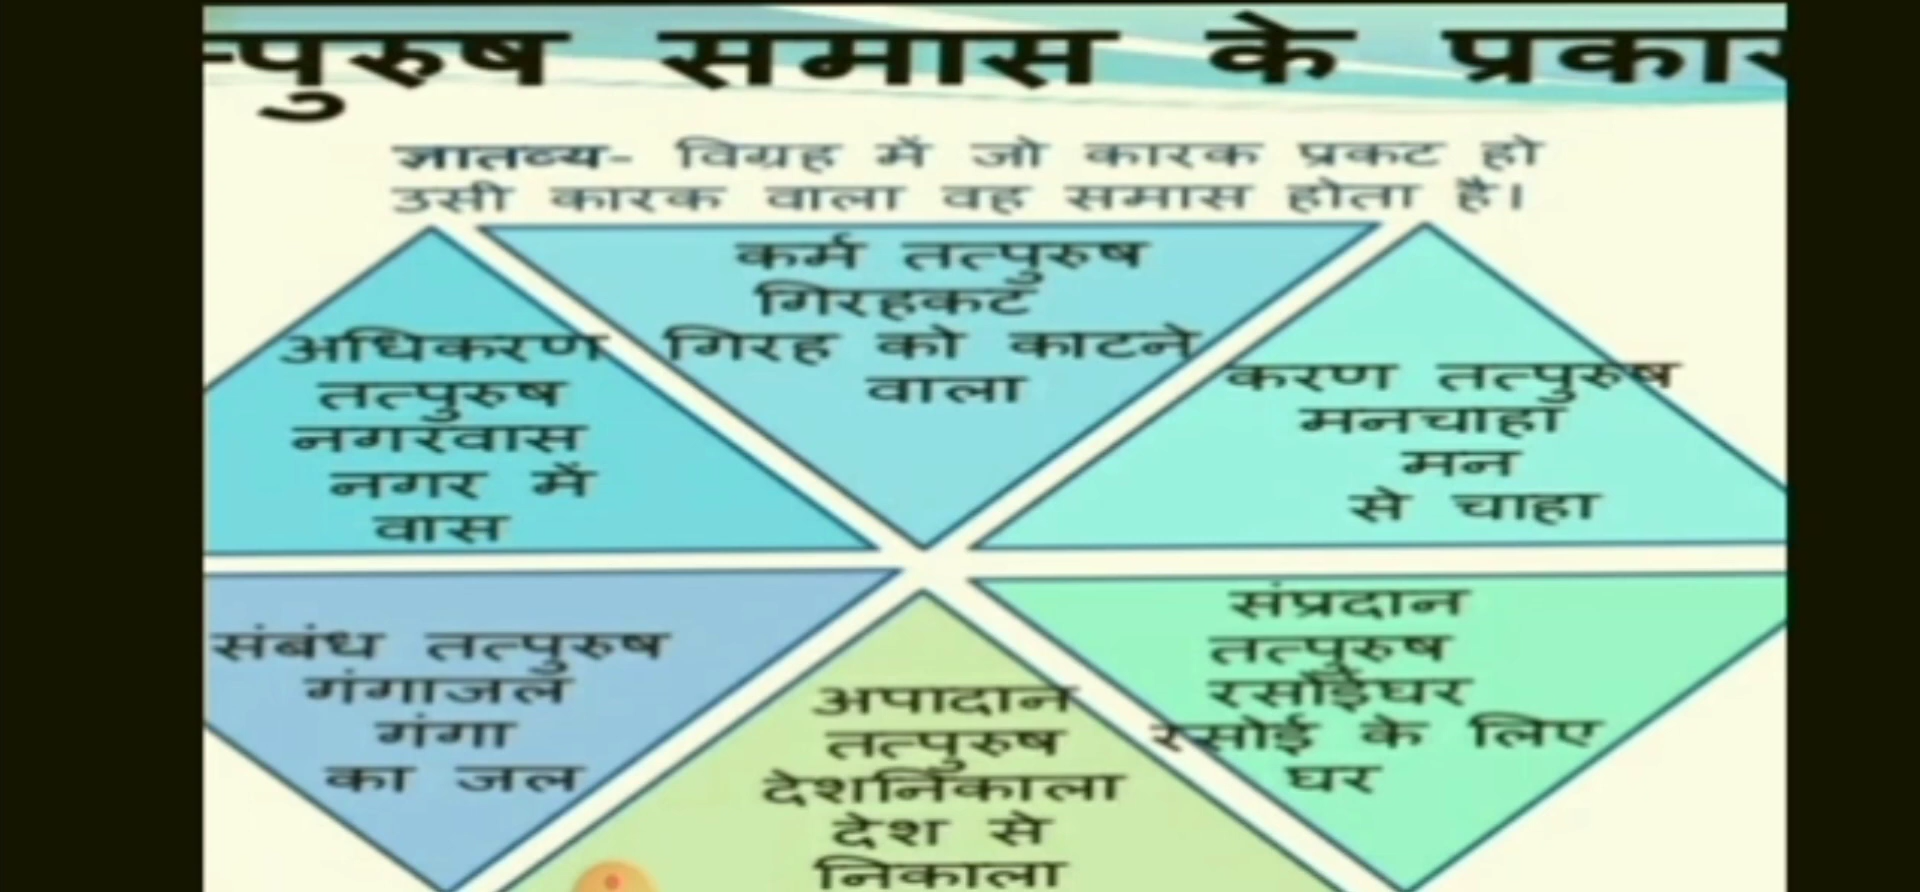 त्पुरुष समास के प्रकार
ज्ञातव्य- विग्रह में जो कारक प्रकट हो
उसी कारक वाला वह समास होता है।
कर्म तत्पुरुष
गिरहकट
गिरह को काटने
वाला
करण तत्पुरुष
मनचाहा
मन
से चाहा
संप्रदान
तत्पुरुष
रसोईघर
रसोई के लिए
घर
अपादान
तत्पुरुष
देशनिकाला
देश से
निकाला
संबंध तत्पुरुष
गंगाजल
गंगा
का जल
अधिकरण
तत्पुरुष
नगरवास
नगर में
वास